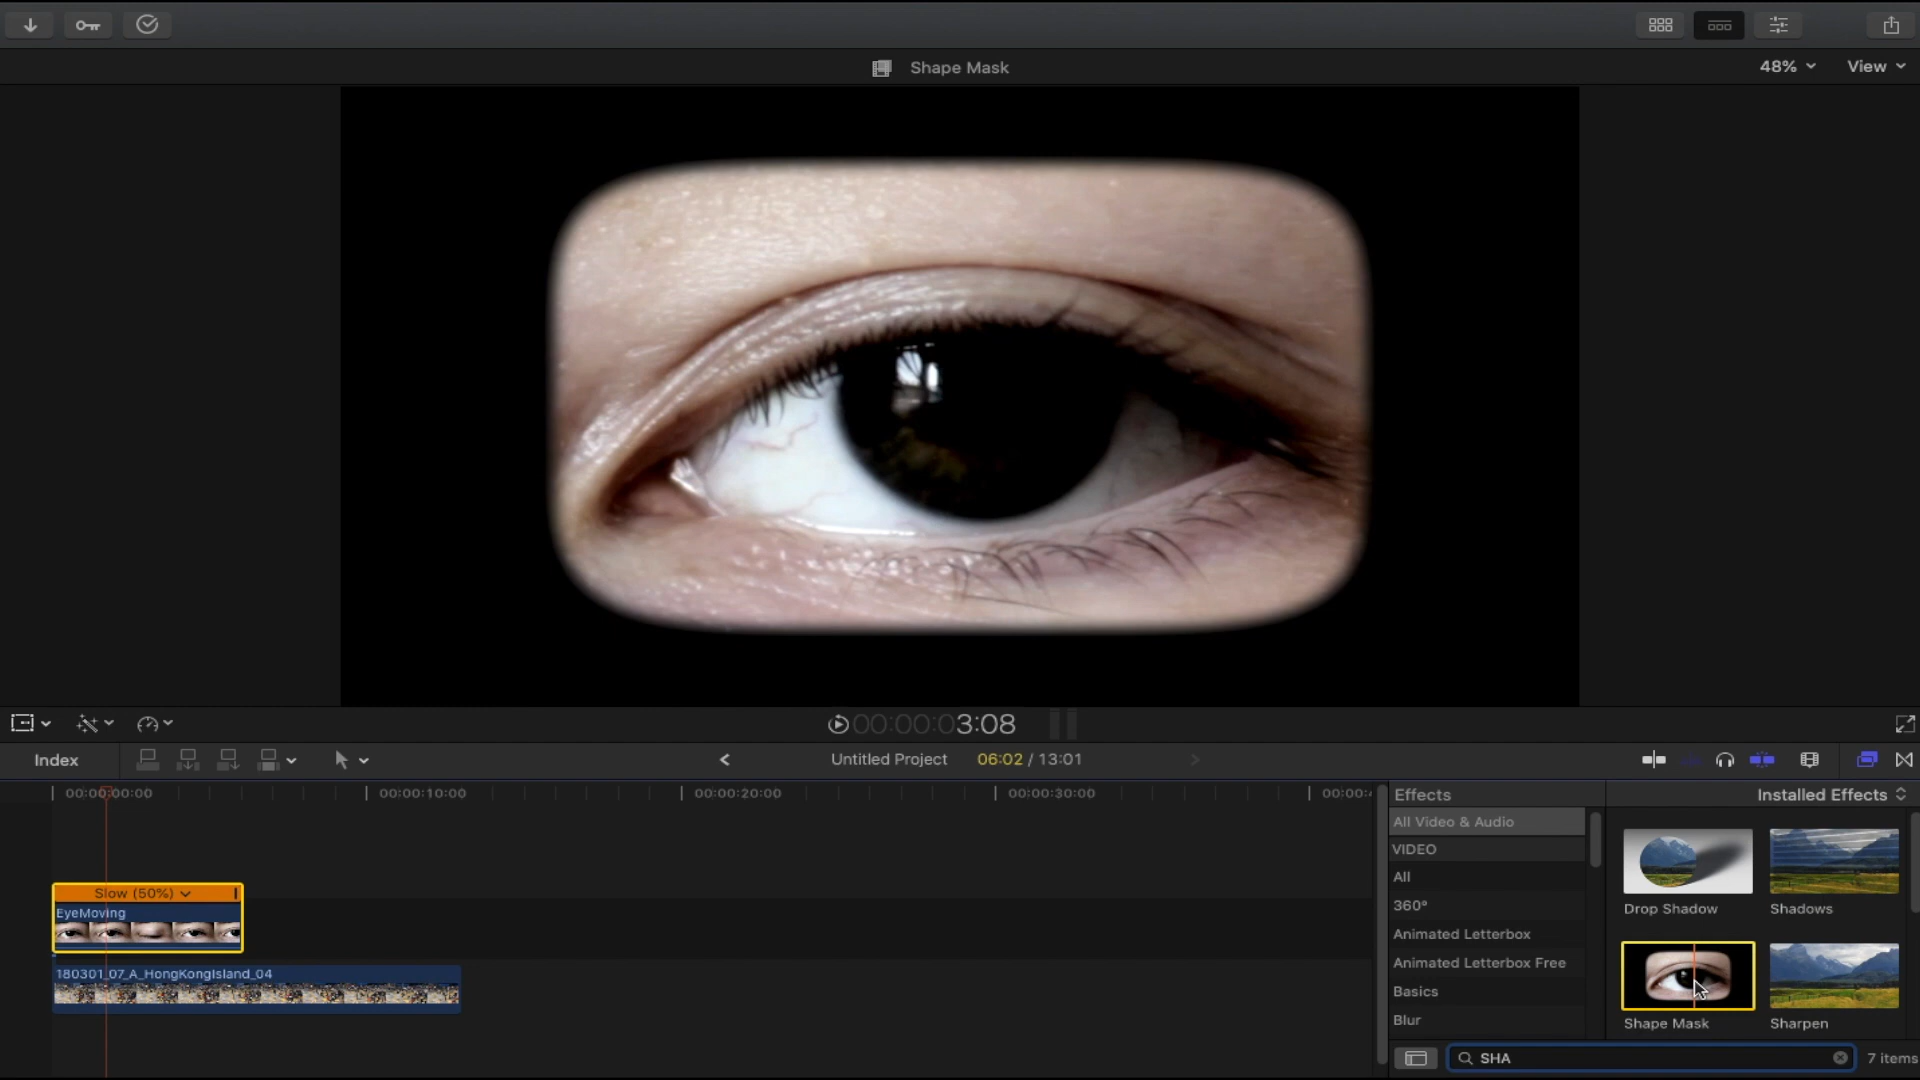 Shape Mask
48%
View
00:00:03:08
Index
Untitled Project
06:02 / 13:01
00:00:00:00
00:00:10:00
00:00:20:00
00:00:30:00
Slow (50%)
EyeMoving
180301_07_A_HongKongIsland_04
Effects
Installed Effects
All Video & Audio
VIDEO
All
360°
Animated Letterbox
Animated Letterbox Free
Basics
Blur
Drop Shadow
Shadows
Shape Mask
Sharpen
SHA
7 items